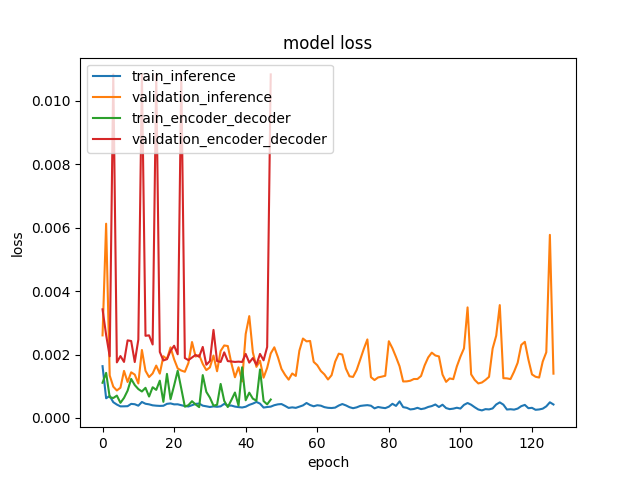 model loss
train_inference
validation_inference
train_encoder_decoder
validation_encoder_decoder
loss
0.010
0.008
0.006
0.004
0.002
0.000
0 20 40 60 80 100 120
epoch